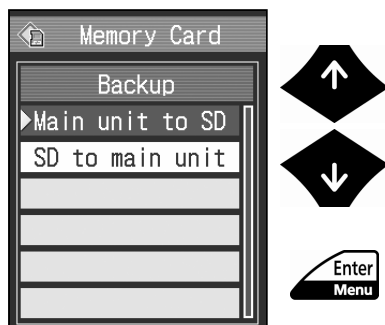 Memory Card
Backup
Main unit to SD
SD to main unit
Enter
Menu